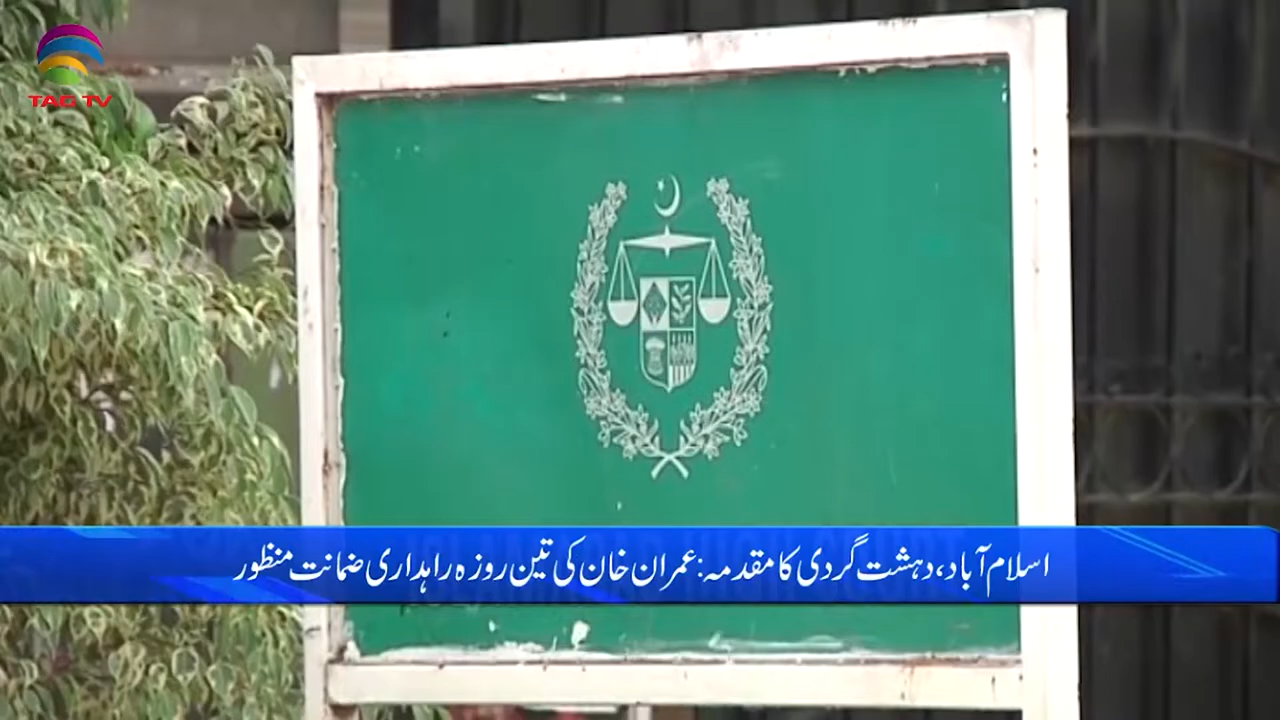 TAG TV
اسلام آباد، دہشت گردی کا مقدمہ: عمران خان کی تین روزہ راہداری ضمانت منظور